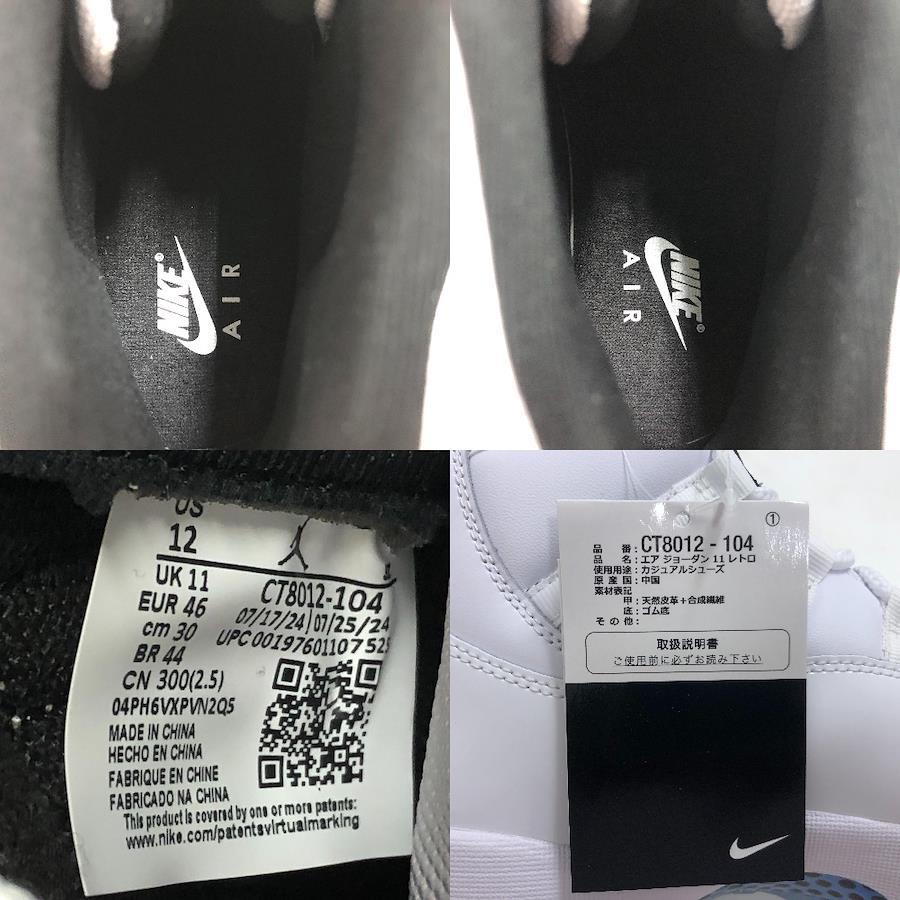 NIKE®
AIR
NIKE®
AIR
US
12
UK 11
EUR 46
cm 30
BR 44
CN 300(2.5)
04PH6VXPVN2Q5
CT8012-104
07/17/24 07/25/24
UPC 00197601107525
MADE IN CHINA
HECHO EN CHINA
FABRIQUE EN CHINE
FABRICADO NA CHINA
This product is covered by one or more patents:
www.nike.com/patentsvirtualmarking
①
品 番 : CT8012 - 104
品 名 : エア ジョーダン 11 レトロ
使用用途 : カジュアルシューズ
原 産 国 : 中国
素材表記
甲 : 天然皮革+合成繊維
底 : ゴム底
そ の 他 :
取扱説明書
ご使用前に必ずお読み下さい